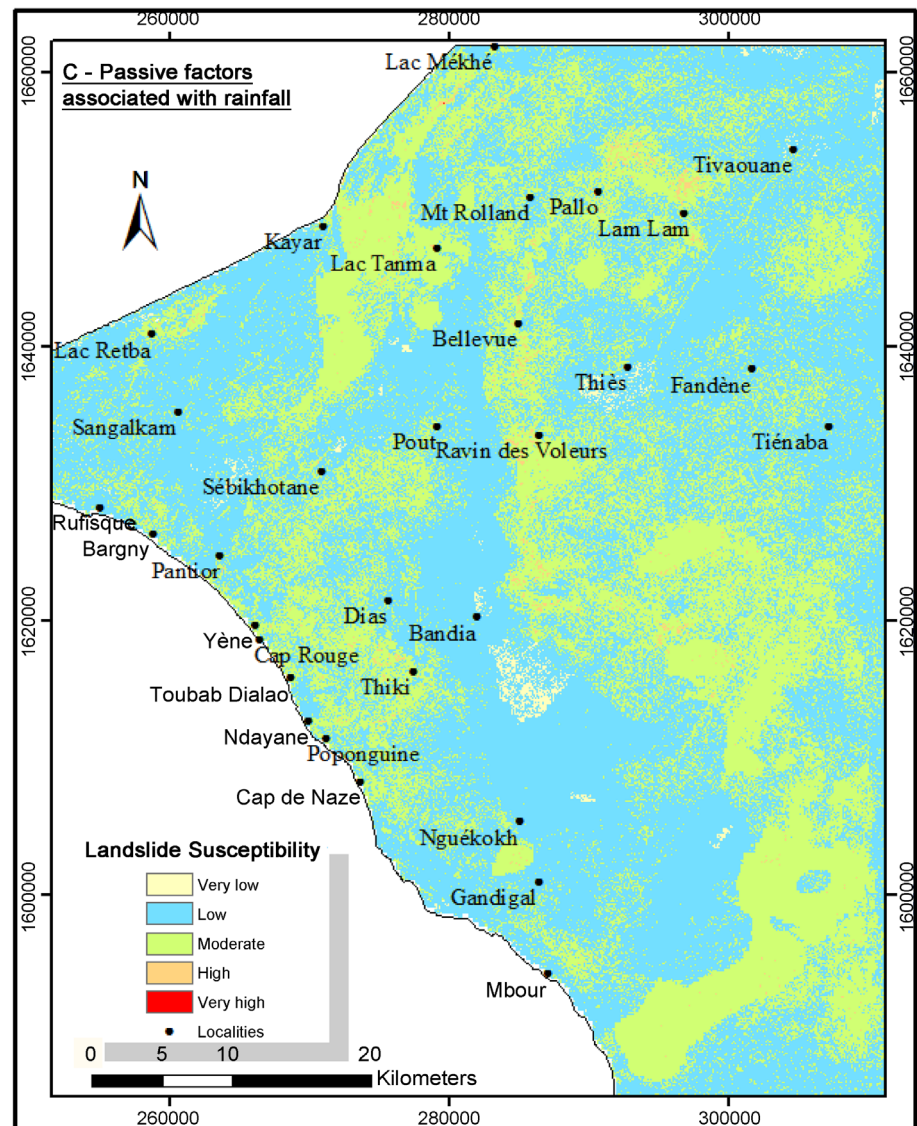 260000
280000
300000
1660000
1660000
C - Passive factors
associated with rainfall
Lac Mékhé
N
Tivaouane
Mt Rolland
Pallo
Lam Lam
Kayar
Lac Tanma
1640000
1640000
Lac Retba
Bellevue
Thiès
Fandène
Sangalkam
Pout
Ravin des Voleurs
Tiénaba
Sébikhotane
Rufisque
Bargny
Pantior
1620000
1620000
Dias
Bandia
Yène
Cap Rouge
Thiki
Toubab Dialao
Ndayane
Poponguine
Cap de Naze
Nguékokh
Gandigal
1600000
1600000
Mbour
Landslide Susceptibility
Very low
Low
Moderate
High
Very high
Localities
0 5 10 20
Kilometers
260000
280000
300000